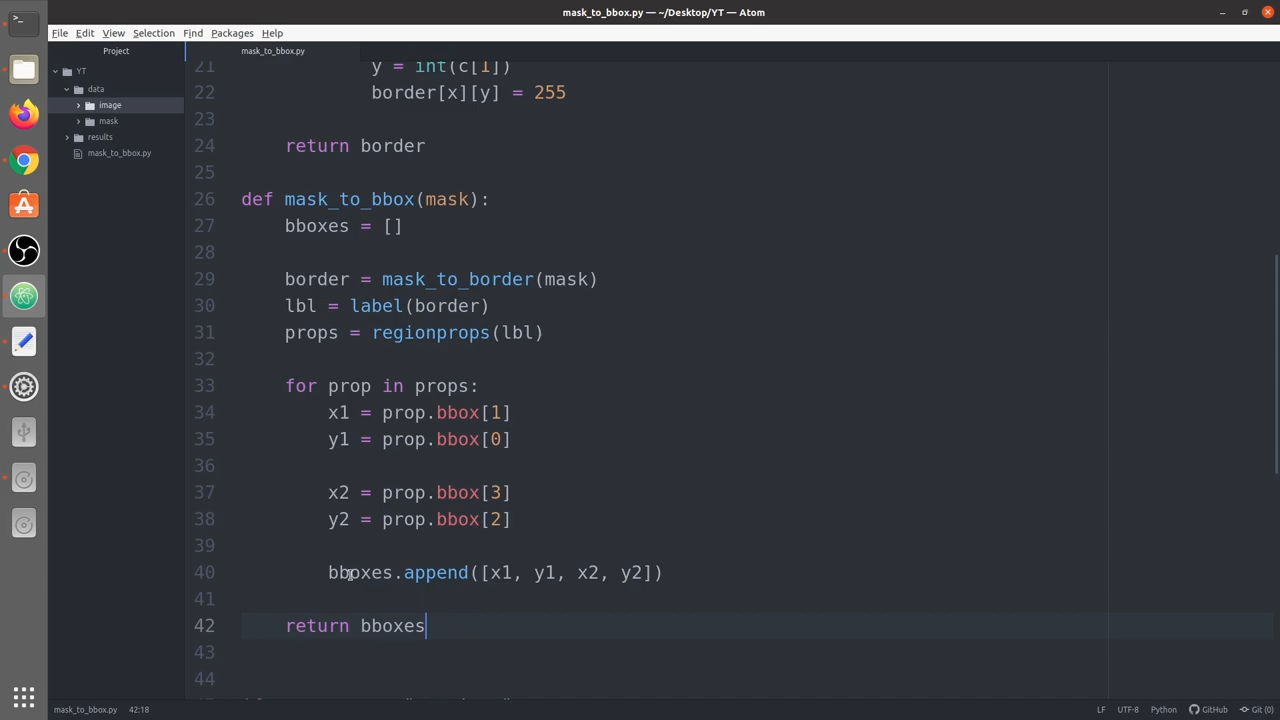 mask_to_bbox.py — ~/Desktop/YT — Atom
File Edit View Selection Find Packages Help
Project
mask_to_bbox.py
YT
data
image
mask
results
mask_to_bbox.py
21 y = int(c[1])
22 border[x][y] = 255
23
24 return border
25
26 def mask_to_bbox(mask):
27 bboxes = []
28
29 border = mask_to_border(mask)
30 lbl = label(border)
31 props = regionprops(lbl)
32
33 for prop in props:
34 x1 = prop.bbox[1]
35 y1 = prop.bbox[0]
36
37 x2 = prop.bbox[3]
38 y2 = prop.bbox[2]
39
40 bboxes.append([x1, y1, x2, y2])
41
42 return bboxes
43
44
mask_to_bbox.py 42:18 LF UTF-8 Python GitHub Git (0)